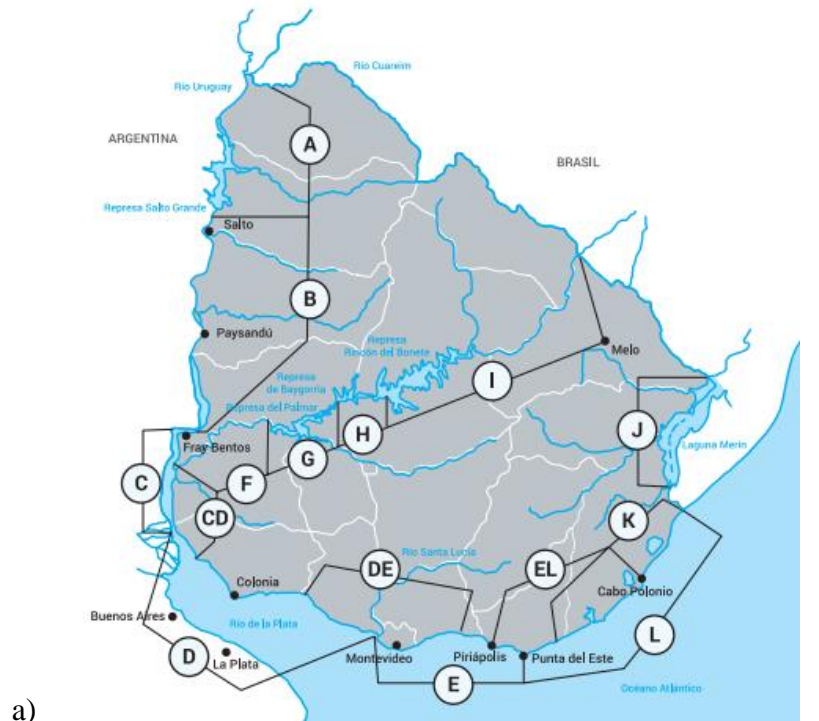 Río Cuareim
Río Uruguay
ARGENTINA
A
BRASIL
Represa Salto Grande
Salto
B
Paysandú
Represa
Rincón del Bonete
Melo
Represa
de Baygorria
I
Represa del Palmar
H
J
Fray Bentos
Laguna Merín
G
C
F
CD
K
Río Santa Lucía
DE
EL
Colonia
Cabo Polonio
Buenos Aires
Río de la Plata
L
D
La Plata
Montevideo
Piriápolis
Punta del Este
E
Océano Atlántico
a)